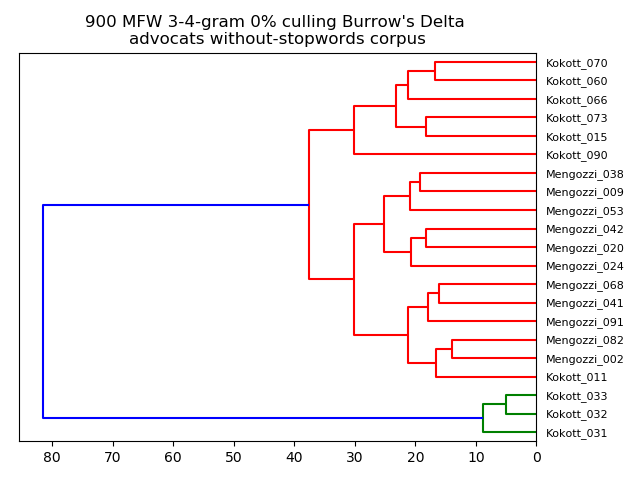 900 MFW 3-4-gram 0% culling Burrow's Delta
advocats without-stopwords corpus
Kokott_070
Kokott_060
Kokott_066
Kokott_073
Kokott_015
Kokott_090
Mengozzi_038
Mengozzi_009
Mengozzi_053
Mengozzi_042
Mengozzi_020
Mengozzi_024
Mengozzi_068
Mengozzi_041
Mengozzi_091
Mengozzi_082
Mengozzi_002
Kokott_011
Kokott_033
Kokott_032
Kokott_031
80 70 60 50 40 30 20 10 0